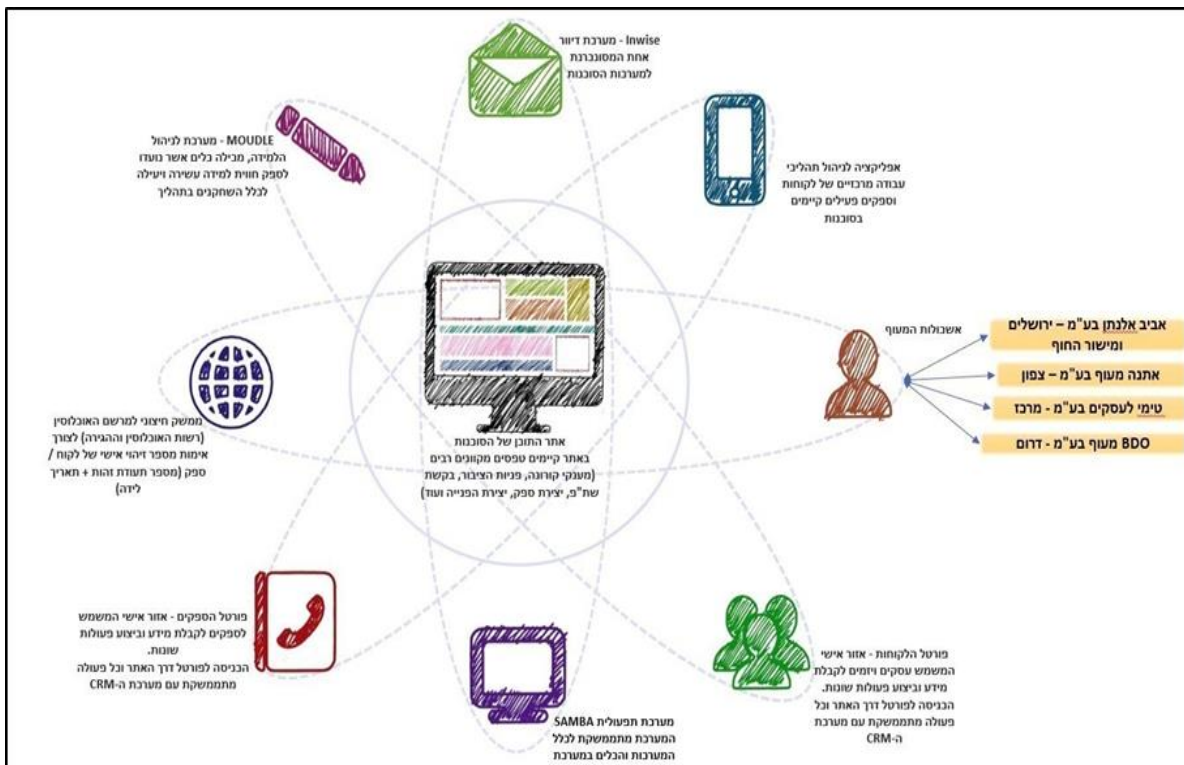 Inwise - מערכת דיוור
אחת המסונכרנת
למערכות הסוכנות
אפליקציה לניהול תהליכי
עבודה מרכזיים של לקוחות
וספקים פעילים קיימים
בסוכנות
MOUDLE - מערכת לניהול
הלמידה, מבילה כלים אשר נועדו
לספק חווית למידה עשירה ויעילה
לכלל השחקנים בתהליך
אשכולות המעוף
אביב אלנתן בע"מ – ירושלים
ומישור החוף
אתנה מעוף בע"מ – צפון
טימי לעסקים בע"מ - מרכז
BDO מעוף בע"מ - דרום
אתר התוכן של הסוכנות
באתר קיימים טפסים מקוונים רבים
(מענקי קורונה, פניות הציבור, בקשת
שת"פ, יצירת ספק, יצירת הפנייה ועוד)
ממשק חיצוני למרשם האוכלוסין
(רשות האוכלוסין וההגירה) לצורך
אימות מספר זיהוי אישי של לקוח /
ספק (מספר תעודת זהות + תאריך
לידה)
פורטל הספקים - אזור אישי המשמש
לספקים לקבלת מידע וביצוע פעולות
שונות.
הכניסה לפורטל דרך האתר וכל פעולה
מתממשקת עם מערכת ה-CRM
מערכת תפעולית SAMBA
המערכת מתממשקת לכלל
המערכות והכלים במערכת
פורטל הלקוחות - אזור אישי
המשמש עסקים ויזמים לקבלת
מידע וביצוע פעולות שונות.
הכניסה לפורטל דרך האתר וכל
פעולה מתממשקת עם מערכת
ה-CRM